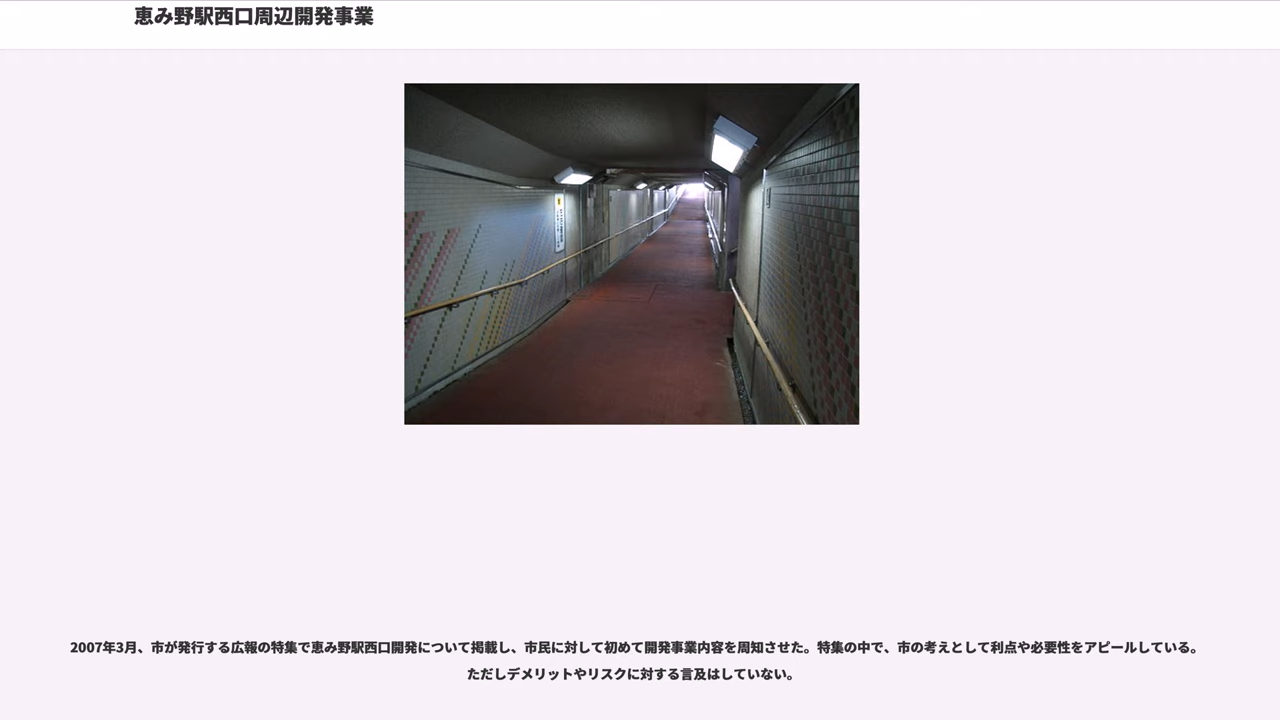 恵み野駅西口周辺開発事業
2007年3月、市が発行する広報の特集で恵み野駅西口開発について掲載し、市民に対して初めて開発事業内容を周知させた。特集の中で、市の考えとして利点や必要性をアピールしている。
ただしデメリットやリスクに対する言及はしていない。